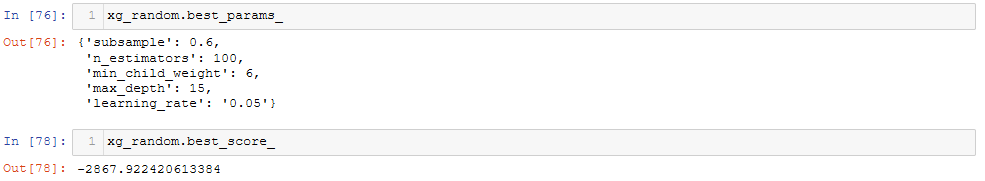 In [76]: 1 xg_random.best_params_
Out[76]: {'subsample': 0.6,
'n_estimators': 100,
'min_child_weight': 6,
'max_depth': 15,
'learning_rate': '0.05'}
In [78]: 1 xg_random.best_score_
Out[78]: -2867.922420613384